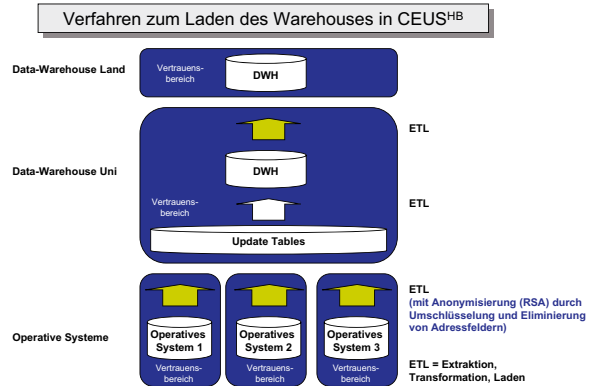 Verfahren zum Laden des Warehouses in CEUSHB
Data-Warehouse Land
Vertrauens-
bereich
DWH
ETL
Data-Warehouse Uni
DWH
Vertrauens-
bereich
ETL
Update Tables
ETL
(mit Anonymisierung (RSA) durch
Umschlüsselung und Eliminierung
von Adressfeldern)
Operative Systeme
Operatives
System 1
Operatives
System 2
Operatives
System 3
Vertrauens-
bereich
Vertrauens-
bereich
Vertrauens-
bereich
ETL = Extraktion,
Transformation, Laden